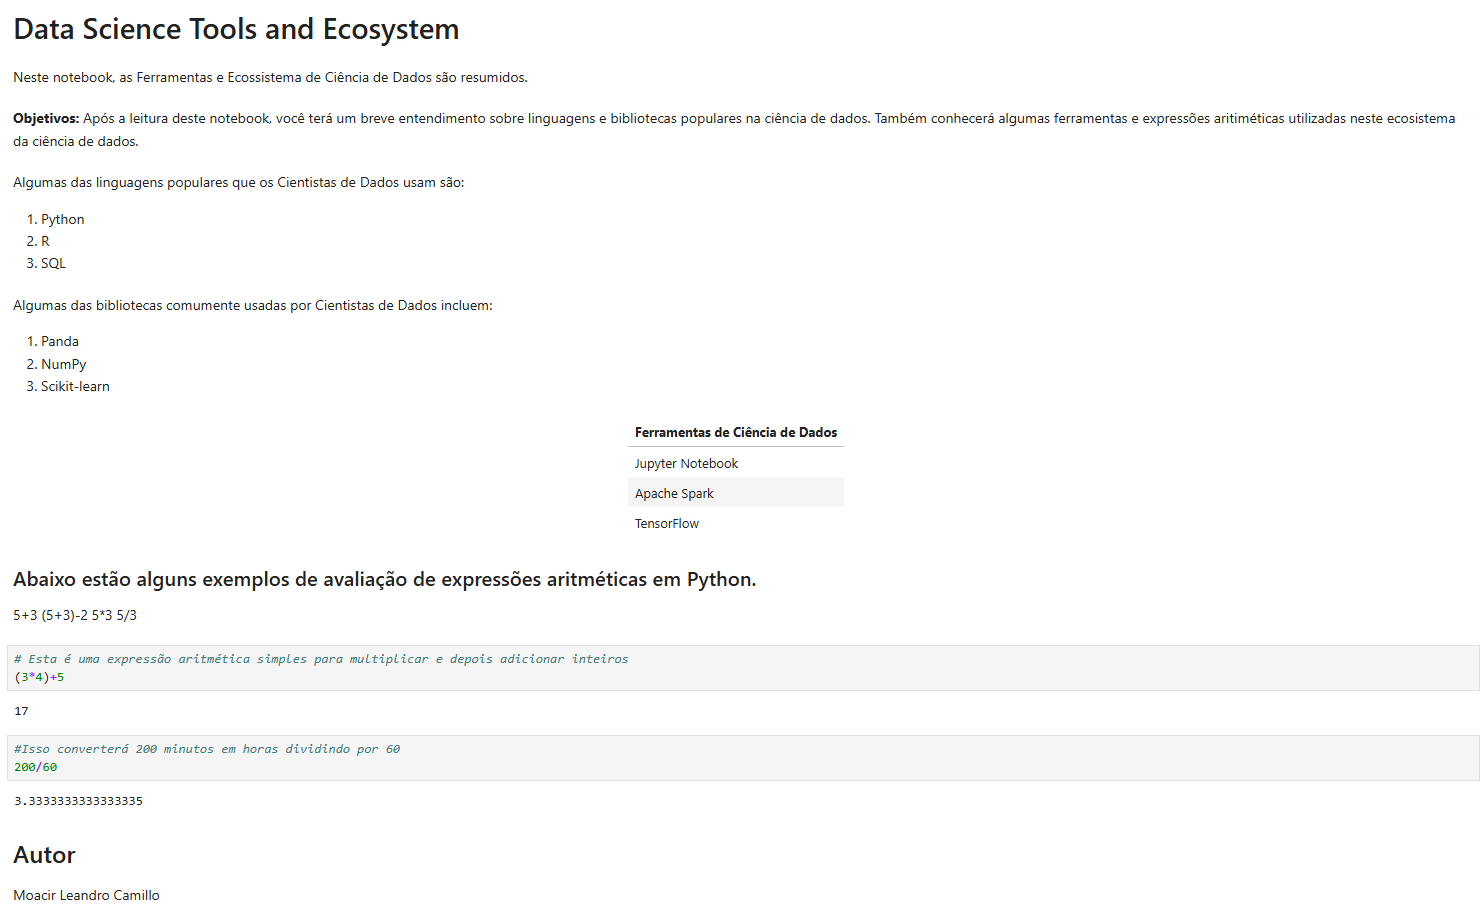 Data Science Tools and Ecosystem
Neste notebook, as Ferramentas e Ecossistema de Ciência de Dados são resumidos.
Objetivos: Após a leitura deste notebook, você terá um breve entendimento sobre linguagens e bibliotecas populares na ciência de dados. Também conhecerá algumas ferramentas e expressões aritiméticas utilizadas neste ecosistema
da ciência de dados.
Algumas das linguagens populares que os Cientistas de Dados usam são:
1. Python
2. R
3. SQL
Algumas das bibliotecas comumente usadas por Cientistas de Dados incluem:
1. Panda
2. NumPy
3. Scikit-learn
Ferramentas de Ciência de Dados
Jupyter Notebook
Apache Spark
TensorFlow
Abaixo estão alguns exemplos de avaliação de expressões aritméticas em Python.
5+3 (5+3)-2 5*3 5/3
# Esta é uma expressão aritmética simples para multiplicar e depois adicionar inteiros
(3*4)+5
17
#Isso converterá 200 minutos em horas dividindo por 60
200/60
3.3333333333333335
Autor
Moacir Leandro Camillo